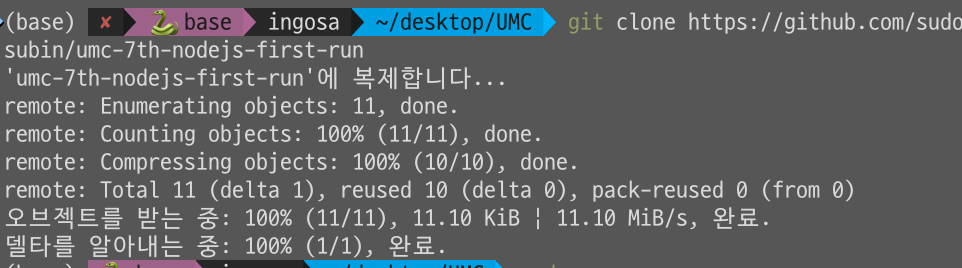 (base) ✘ 🐍 base ingosa ~/desktop/UMC git clone https://github.com/sudo
subin/umc-7th-nodejs-first-run
'umc-7th-nodejs-first-run'에 복제합니다...
remote: Enumerating objects: 11, done.
remote: Counting objects: 100% (11/11), done.
remote: Compressing objects: 100% (10/10), done.
remote: Total 11 (delta 1), reused 10 (delta 0), pack-reused 0 (from 0)
오브젝트를 받는 중: 100% (11/11), 11.10 KiB | 11.10 MiB/s, 완료.
델타를 알아내는 중: 100% (1/1), 완료.